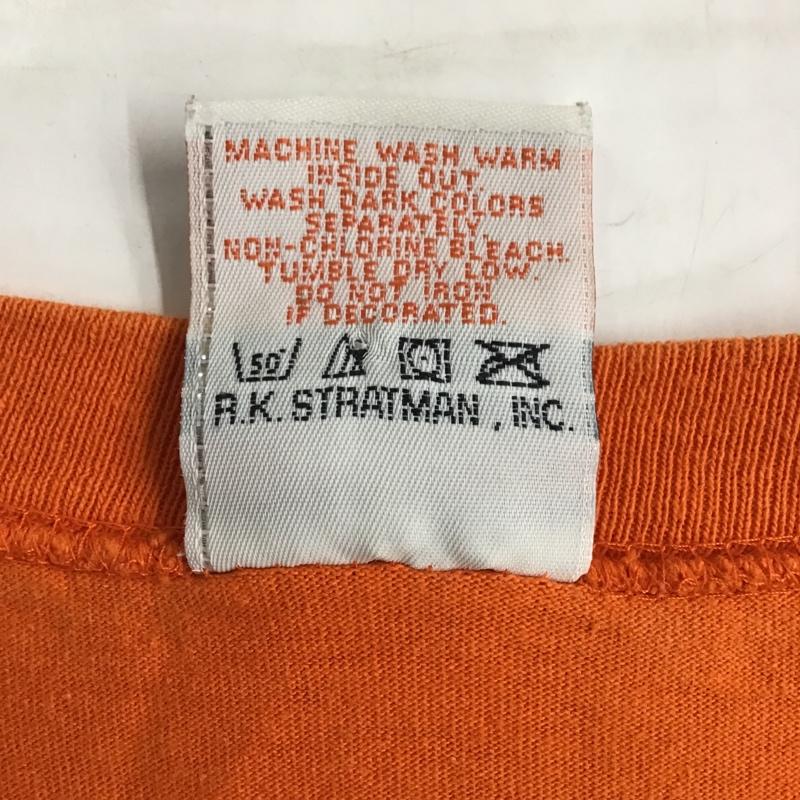 MACHINE WASH WARM
INSIDE OUT.
WASH DARK COLORS
SEPARATELY
NON-CHLORINE BLEACH.
TUMBLE DRY LOW.
DO NOT IRON
IF DECORATED.
50
R.K. STRATMAN, INC.